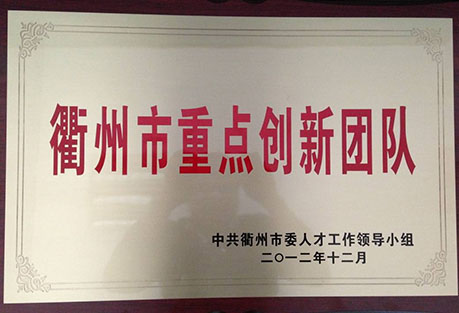 衢州市重点创新团队
中共衢州市委人才工作领导小组
二〇一二年十二月